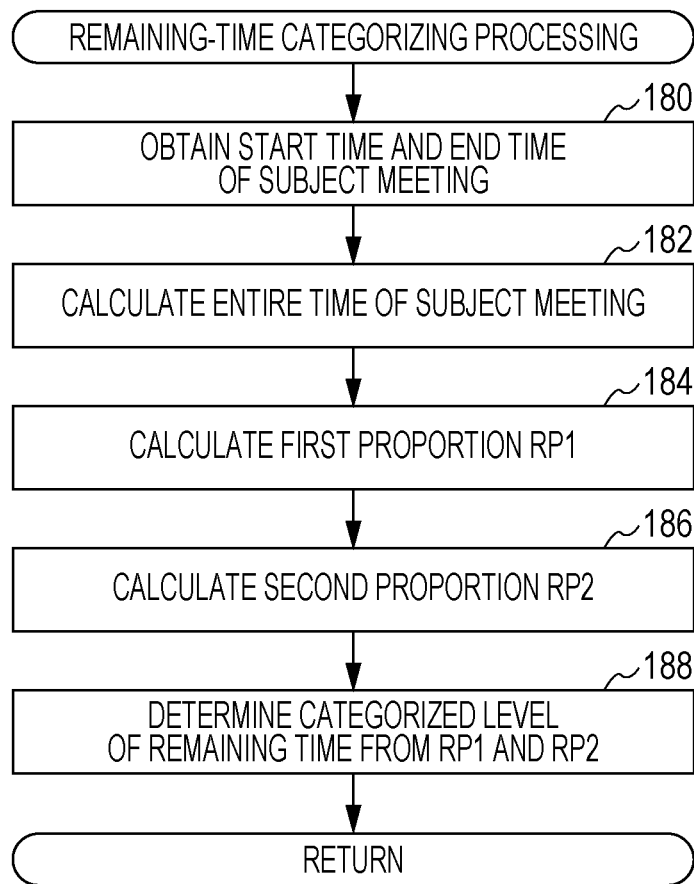 REMAINING-TIME CATEGORIZING PROCESSING
180
OBTAIN START TIME AND END TIME
OF SUBJECT MEETING
182
CALCULATE ENTIRE TIME OF SUBJECT MEETING
184
CALCULATE FIRST PROPORTION RP1
186
CALCULATE SECOND PROPORTION RP2
188
DETERMINE CATEGORIZED LEVEL
OF REMAINING TIME FROM RP1 AND RP2
RETURN